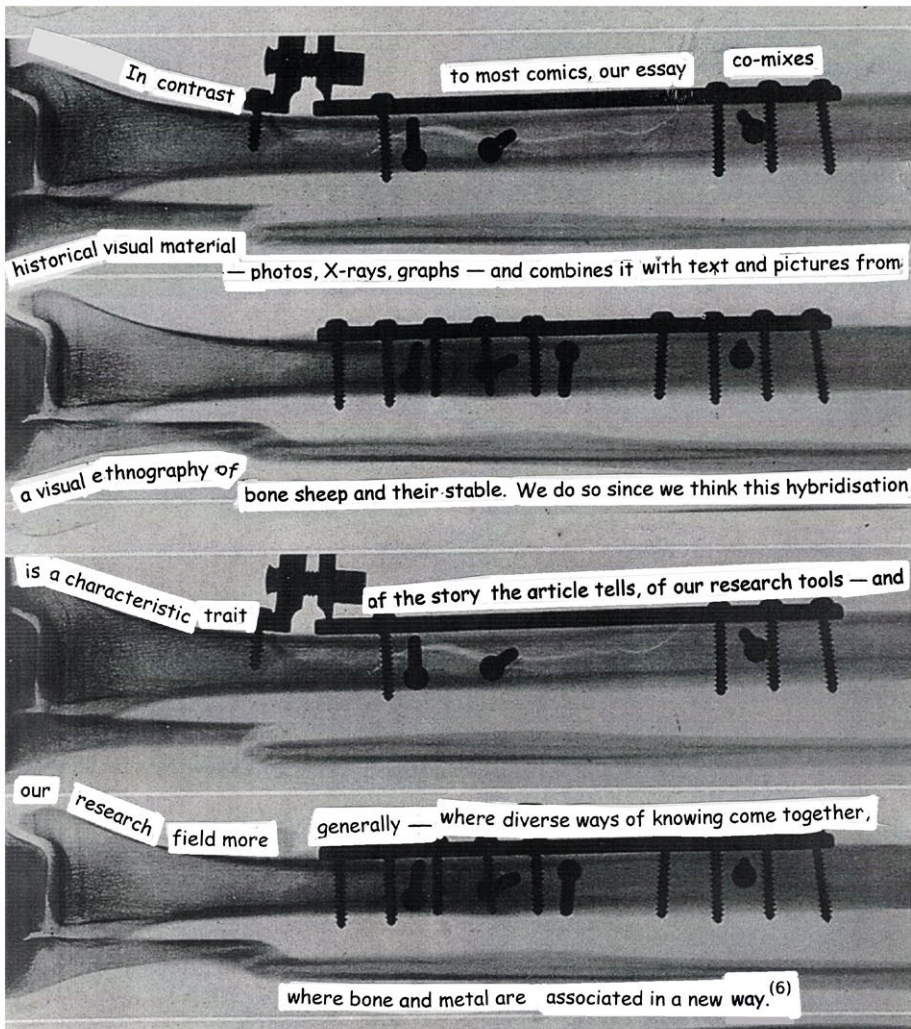 In contrast to most comics, our essay co-mixes
historical visual material — photos, X-rays, graphs — and combines it with text and pictures from
a visual ethnography of bone sheep and their stable. We do so since we think this hybridisation
is a characteristic trait of the story the article tells, of our research tools — and
our research field more generally — where diverse ways of knowing come together,
where bone and metal are associated in a new way.(6)